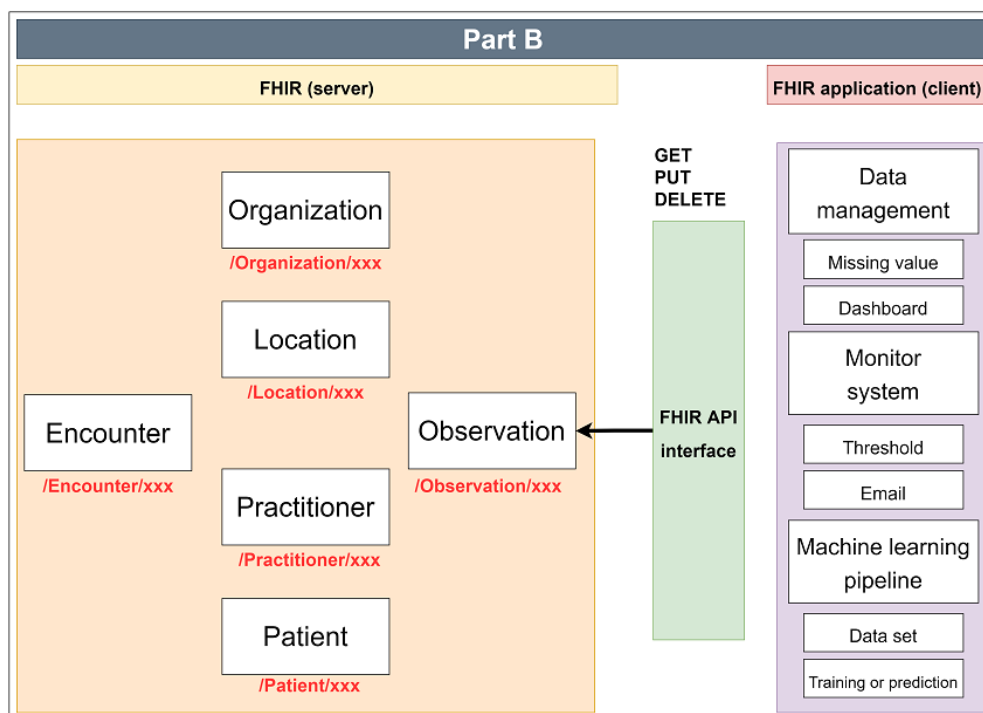 Part B
FHIR (server)
FHIR application (client)
Organization
/Organization/xxx
Location
/Location/xxx
Encounter
/Encounter/xxx
Observation
/Observation/xxx
Practitioner
/Practitioner/xxx
Patient
/Patient/xxx
GET
PUT
DELETE
FHIR API
interface
Data
management
Missing value
Dashboard
Monitor
system
Threshold
Email
Machine learning
pipeline
Data set
Training or prediction